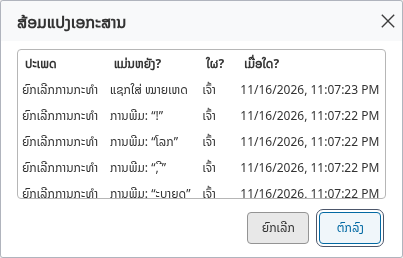 ສ້ອມແປງເອກະສານ
ປະເພດ ແມ່ນຫຍັງ? ໃຜ? ເມື່ອໃດ?
ຍົກເລີກການກະທຳ ແຊກໃສ່ ໝາຍເຫດ ເຈົ້າ 11/16/2026, 11:07:23 PM
ຍົກເລີກການກະທຳ ການພີມ: “!” ເຈົ້າ 11/16/2026, 11:07:23 PM
ຍົກເລີກການກະທຳ ການພີມ: “ໂລກ” ເຈົ້າ 11/16/2026, 11:07:22 PM
ຍົກເລີກການກະທຳ ເຈົ້າ 11/16/2026, 11:07:23 PM
ຍົກເລີກການກະທຳ ການພີມ: “ະບາຍດ” ເຈົ້າ 11/16/2026, 11:07:22 PM
ຍົກເລີກ ຕົກລົງ